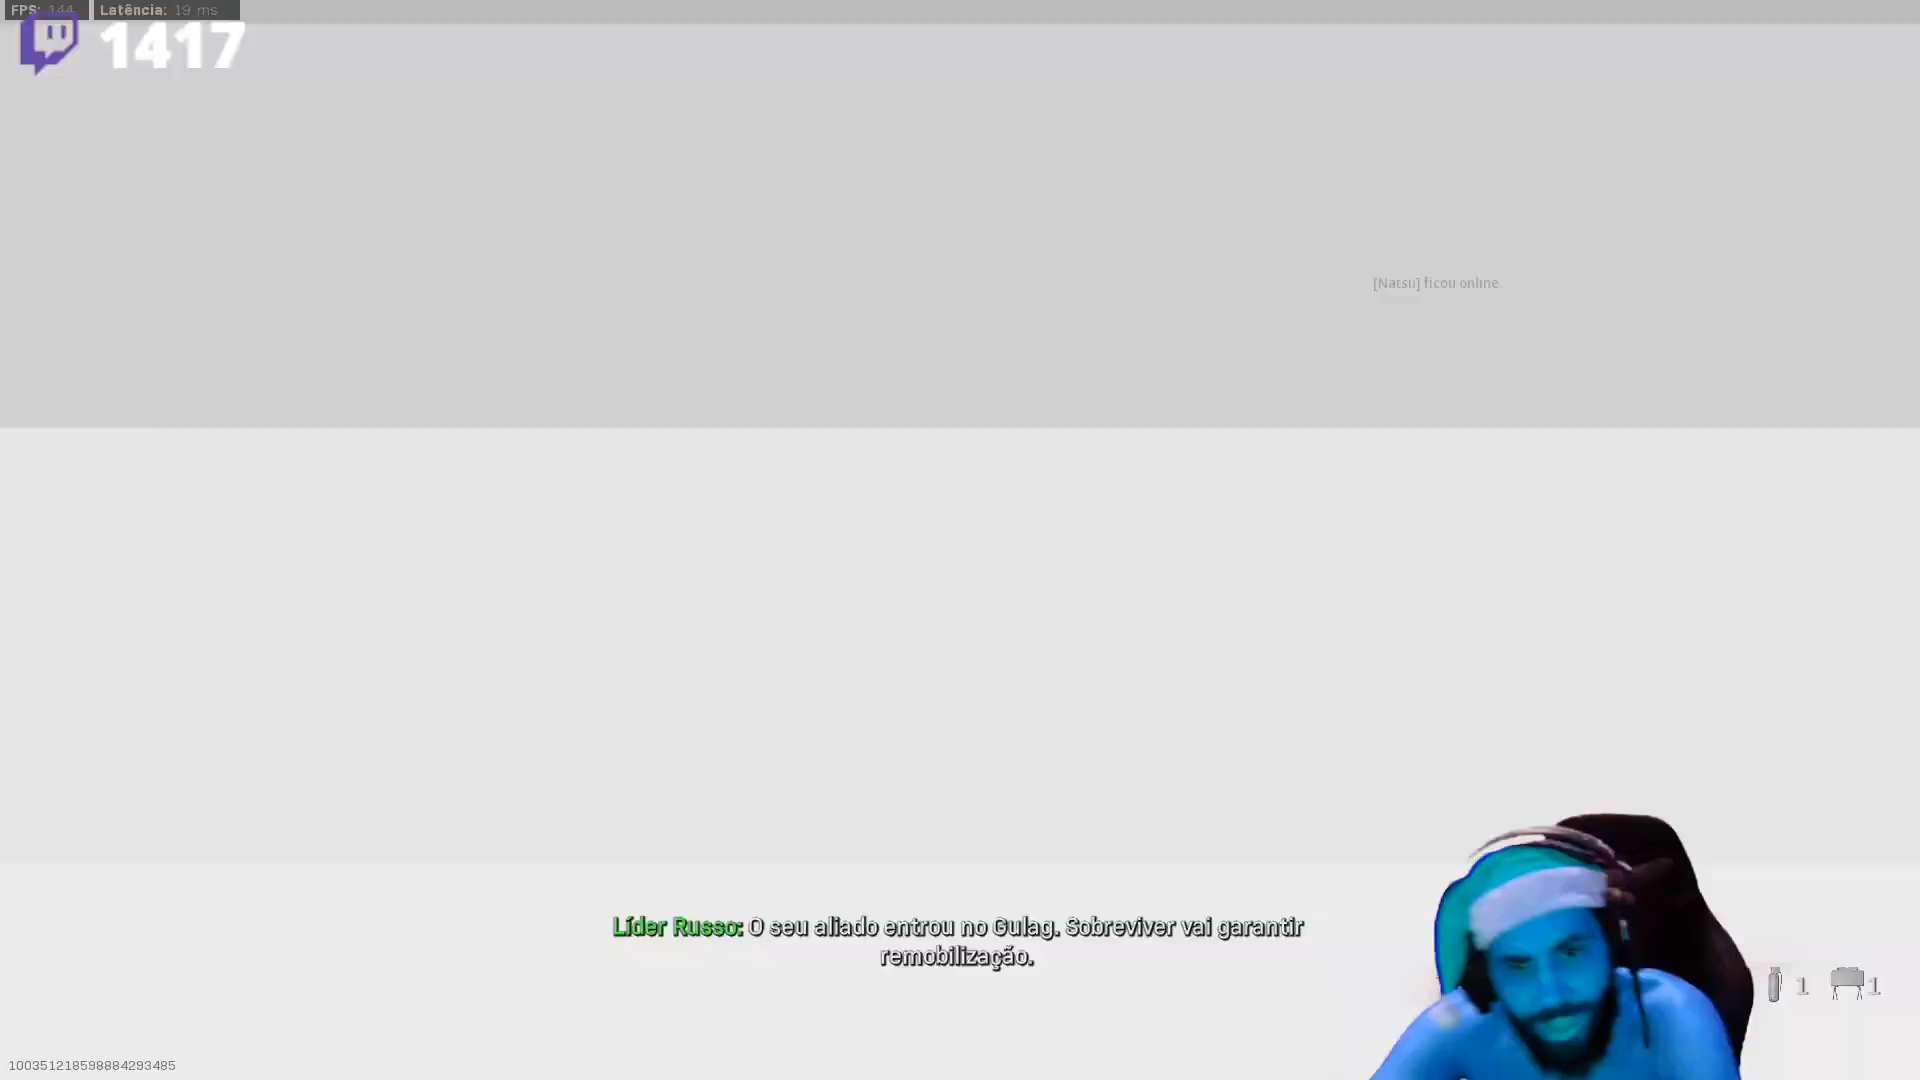 FPS: 144 Latência: 19 ms
1417
[Natsu] ficou online.
Líder Russo: O seu aliado entrou no Gulag. Sobreviver vai garantir
remobilização.
1 1
100351218598884293485